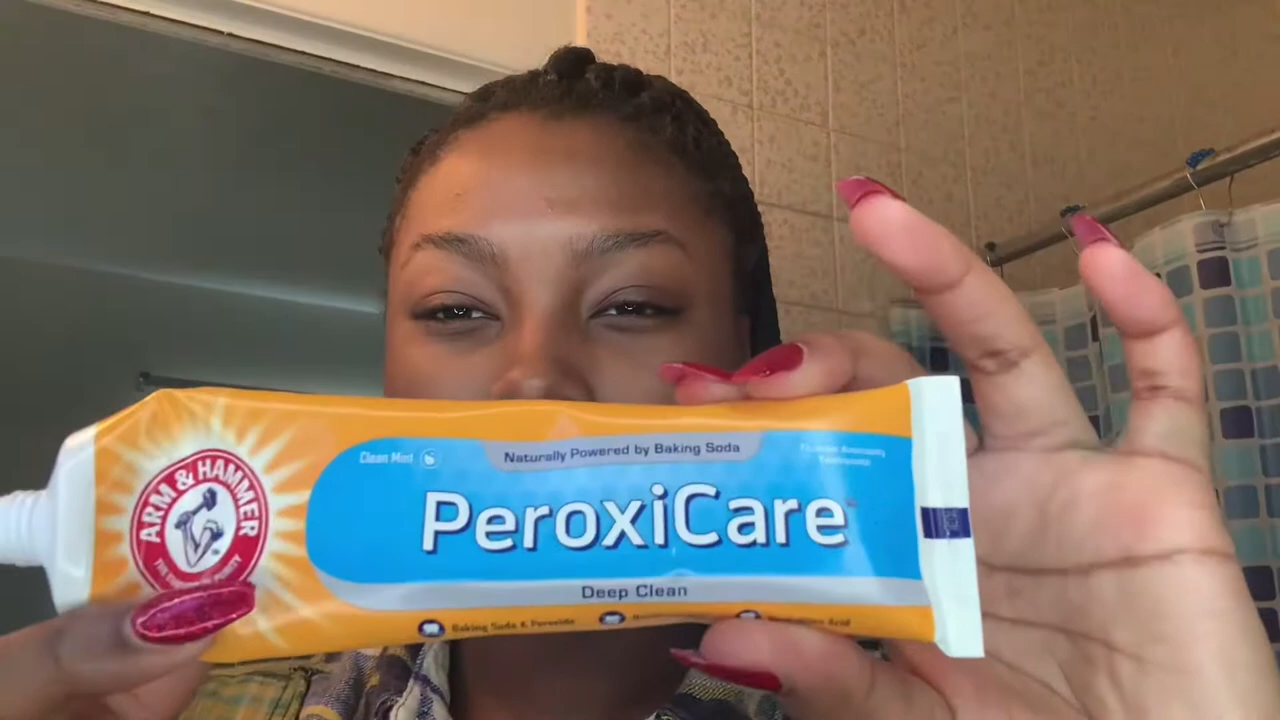 ARM & HAMMER
Clean Mint
Naturally Powered by Baking Soda
PeroxiCare
Deep Clean
Baking Soda & Peroxide